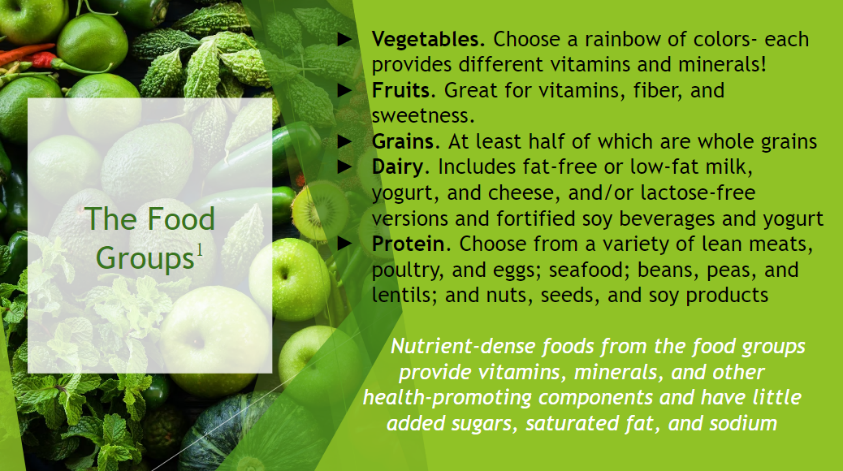 The Food
Groups1
► Vegetables. Choose a rainbow of colors- each
provides different vitamins and minerals!
► Fruits. Great for vitamins, fiber, and
sweetness.
► Grains. At least half of which are whole grains
► Dairy. Includes fat-free or low-fat milk,
yogurt, and cheese, and/or lactose-free
versions and fortified soy beverages and yogurt
► Protein. Choose from a variety of lean meats,
poultry, and eggs; seafood; beans, peas, and
lentils; and nuts, seeds, and soy products
Nutrient-dense foods from the food groups
provide vitamins, minerals, and other
health-promoting components and have little
added sugars, saturated fat, and sodium